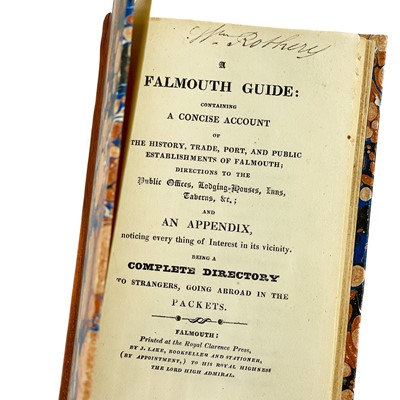 Wm Rothery
A
FALMOUTH GUIDE:
CONTAINING
A CONCISE ACCOUNT
OF
THE HISTORY, TRADE, PORT, AND PUBLIC
ESTABLISHMENTS OF FALMOUTH;
DIRECTIONS TO THE
Public Offices, Lodging-Houses, Inns,
Taverns, &c.;
AND
AN APPENDIX,
noticing every thing of Interest in its vicinity.
BEING A
COMPLETE DIRECTORY
TO STRANGERS, GOING ABROAD IN THE
PACKETS.
FALMOUTH:
Printed at the Royal Clarence Press,
BY J. LAKE, BOOKSELLER AND STATIONER,
(BY APPOINTMENT,) TO HIS ROYAL HIGHNESS
THE LORD HIGH ADMIRAL.